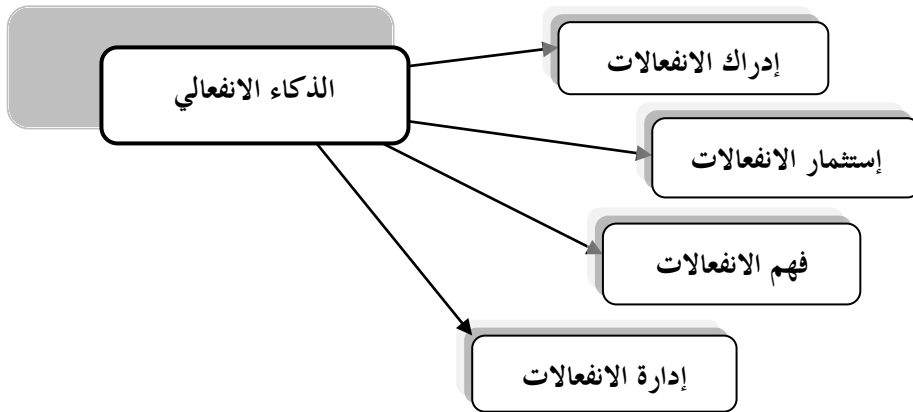 الذكاء الانفعالي
إدراك الانفعالات
إستثمار الانفعالات
فهم الانفعالات
إدارة الانفعالات